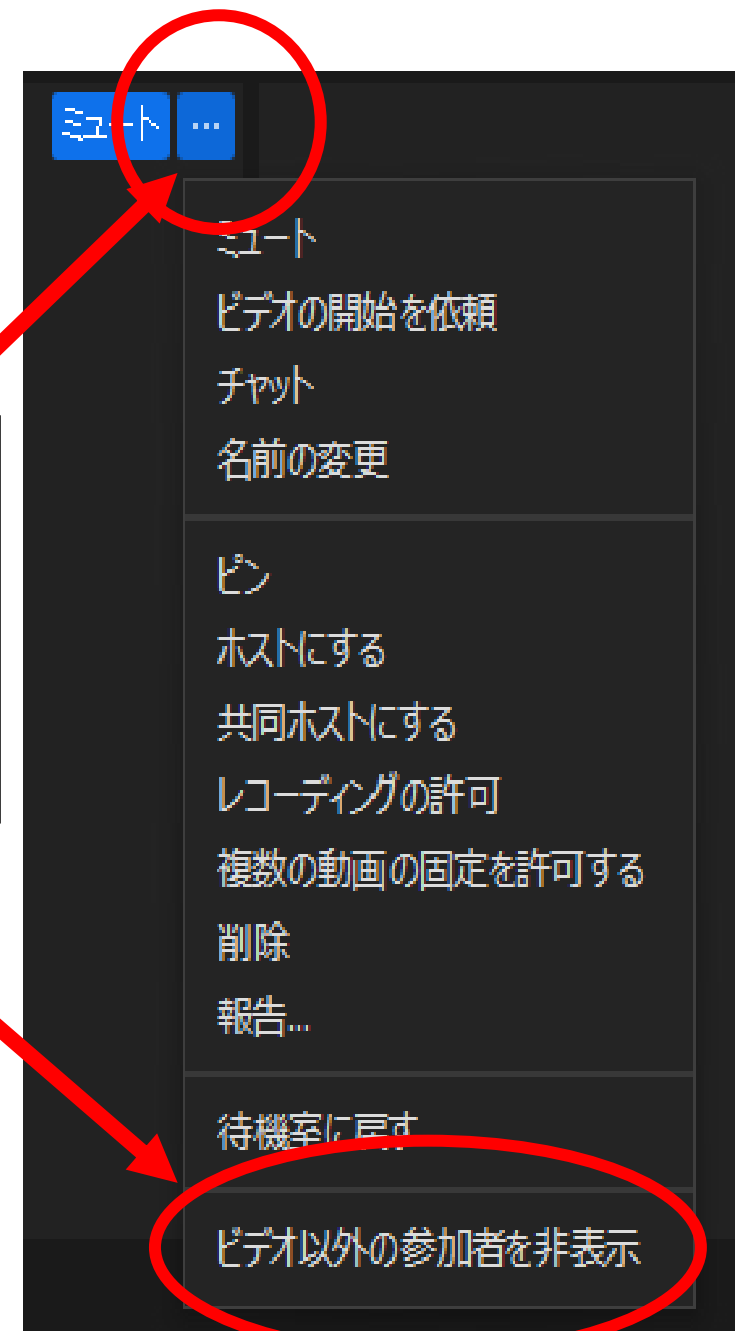 ミュート ...
ミュート
ビデオの開始を依頼
チャット
名前の変更
ピン
ホストにする
共同ホストにする
レコーディングの許可
複数の動画の固定を許可する
削除
報告...
待機室に戻す
ビデオ以外の参加者を非表示